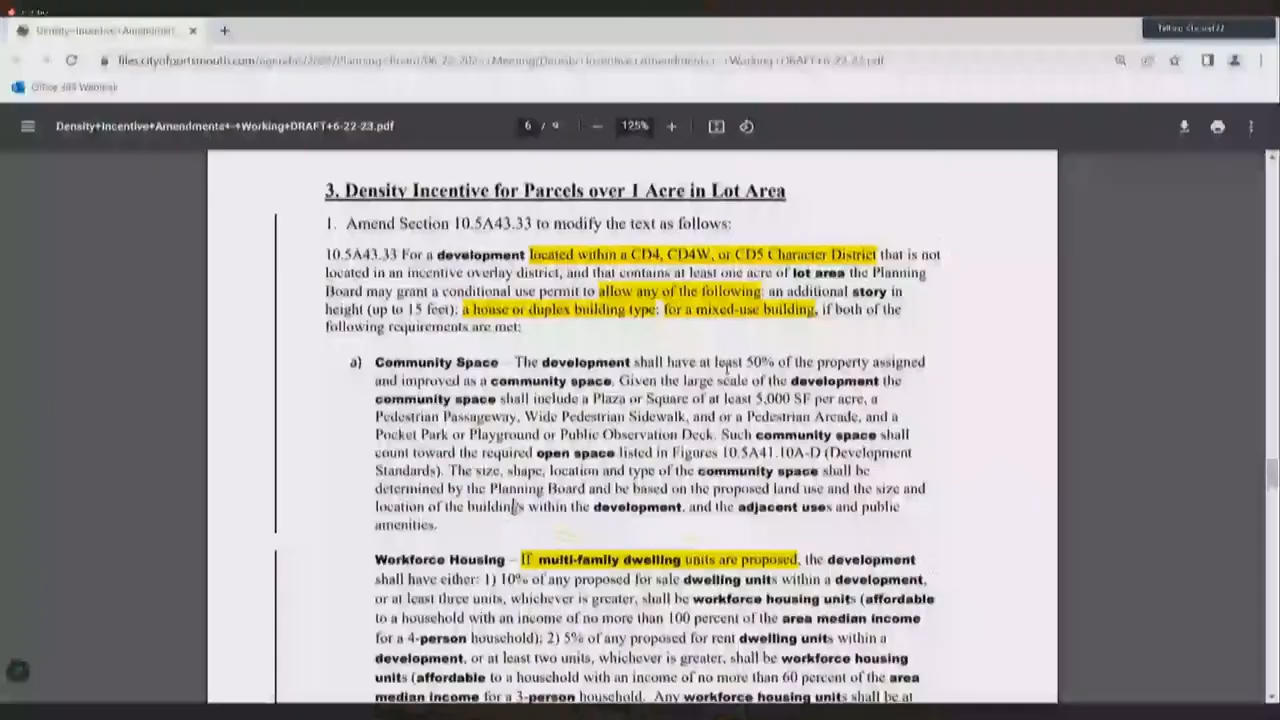 Density+Incentive+Amendment
files.cityofportsmouth.com/agendas/
Office 365 Webmail
Density+Incentive+Amendments+-+Working+DRAFT+6-22-23.pdf
6 / 9
125%
3. Density Incentive for Parcels over 1 Acre in Lot Area
1. Amend Section 10.5A43.33 to modify the text as follows:
10.5A43.33 For a development located within a CD4, CD4W, or CD5 Character District that is not
located in an incentive overlay district, and that contains at least one acre of lot area the Planning
Board may grant a conditional use permit to allow any of the following: an additional story in
height (up to 15 feet); a house or duplex building type; for a mixed-use building, if both of the
following requirements are met:
a) Community Space – The development shall have at least 50% of the property assigned
and improved as a community space. Given the large scale of the development the
community space shall include a Plaza or Square of at least 5,000 SF per acre, a
Pedestrian Passageway, Wide Pedestrian Sidewalk, and or a Pedestrian Arcade, and a
Pocket Park or Playground or Public Observation Deck. Such community space shall
count toward the required open space listed in Figures 10.5A41.10A-D (Development
Standards). The size, shape, location and type of the community space shall be
determined by the Planning Board and be based on the proposed land use and the size and
location of the buildings within the development, and the adjacent uses and public
amenities.
Workforce Housing – If multi-family dwelling units are proposed, the development
shall have either: 1) 10% of any proposed for sale dwelling units within a development,
or at least three units, whichever is greater, shall be workforce housing units (affordable
to a household with an income of no more than 100 percent of the area median income
for a 4-person household); 2) 5% of any proposed for rent dwelling units within a
development, or at least two units, whichever is greater, shall be workforce housing
units (affordable to a household with an income of no more than 60 percent of the area
median income for a 3-person household. Any workforce housing units shall be at